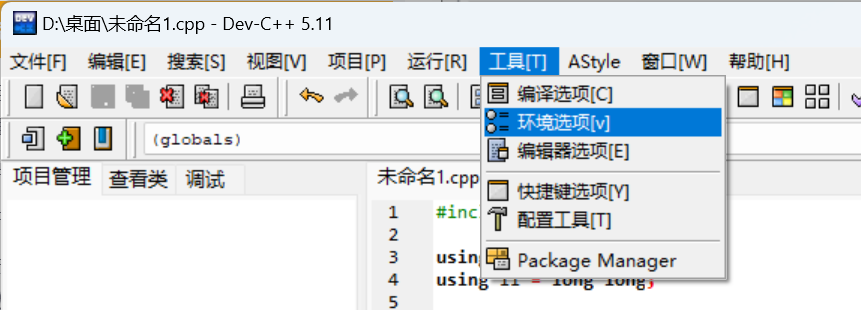 D:\桌面\未命名1.cpp - Dev-C++ 5.11
文件[F] 编辑[E] 搜索[S] 视图[V] 项目[P] 运行[R] 工具[T] AStyle 窗口[W] 帮助[H]
编译选项[C]
环境选项[v]
编辑器选项[E]
快捷键选项[Y]
配置工具[T]
Package Manager
(globals)
项目管理 查看类 调试
未命名1.cpp
1 #inc
2
3 using
4 using ll = long long;
5